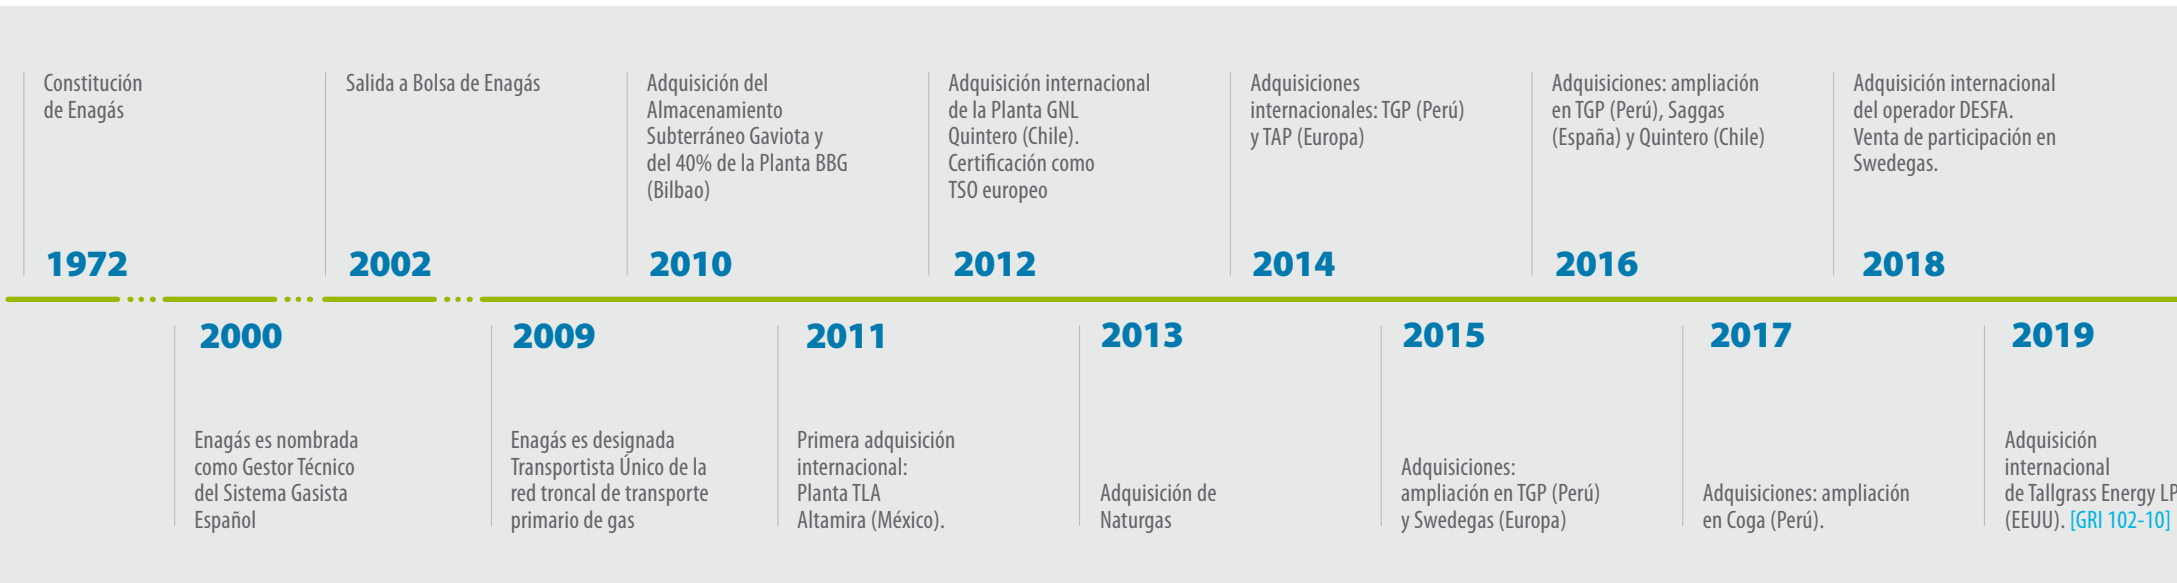 Constitución
de Enagás
1972
Salida a Bolsa de Enagás
2002
Adquisición del
Almacenamiento
Subterráneo Gaviota y
del 40% de la Planta BBG
(Bilbao)
2010
Adquisición internacional
de la Planta GNL
Quintero (Chile).
Certificación como
TSO europeo
2012
Adquisiciones
internacionales: TGP (Perú)
y TAP (Europa)
2014
Adquisiciones: ampliación
en TGP (Perú), Saggas
(España) y Quintero (Chile)
2016
Adquisición internacional
del operador DESFA.
Venta de participación en
Swedegas.
2018
2000
Enagás es nombrada
como Gestor Técnico
del Sistema Gasista
Español
2009
Enagás es designada
Transportista Único de la
red troncal de transporte
primario de gas
2011
Primera adquisición
internacional:
Planta TLA
Altamira (México).
2013
Adquisición de
Naturgas
2015
Adquisiciones:
ampliación en TGP (Perú)
y Swedegas (Europa)
2017
Adquisiciones: ampliación
en Coga (Perú).
2019
Adquisición
internacional
de Tallgrass Energy LP
(EEUU). [GRI 102-10]